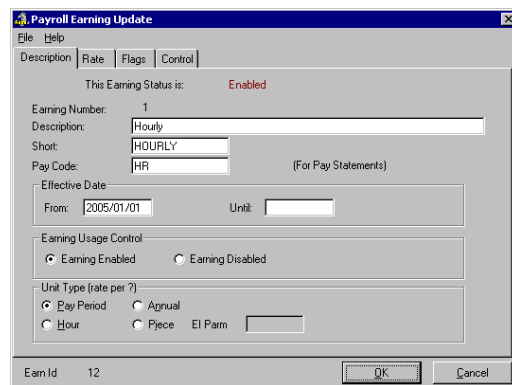 Payroll Earning Update
File Help
Description Rate Flags Control
This Earning Status is: Enabled
Earning Number: 1
Description: Hourly
Short: HOURLY
Pay Code: HR (For Pay Statements)
Effective Date
From: 2005/01/01 Until:
Earning Usage Control
Earning Enabled Earning Disabled
Unit Type (rate per ?)
Pay Period Annual
Hour Piece EI Parm
Earn Id 12 OK Cancel